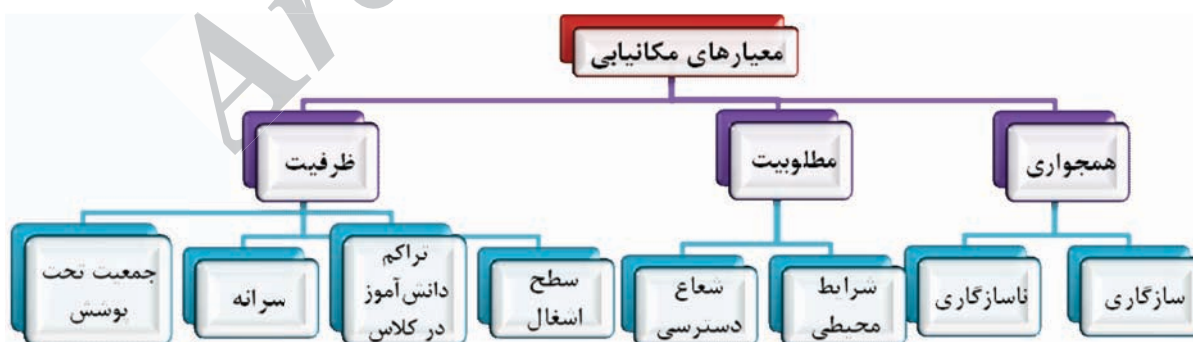 معیارهای مکانیابی
همجواری
مطلوبیت
ظرفیت
سازگاری
ناسازگاری
شرایط
محیطی
شعاع
دسترسی
سطح
اشغال
تراکم
دانش‌آموز
در کلاس
سرانه
جمعیت تحت
پوشش